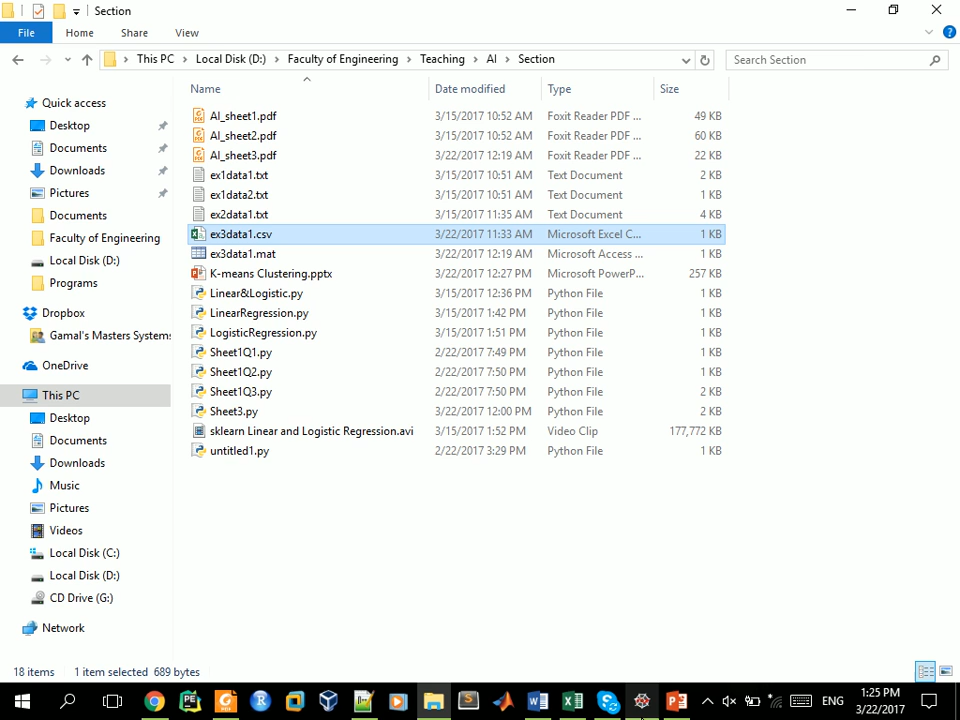 Section
File Home Share View
This PC Local Disk (D:) Faculty of Engineering Teaching AI Section Search Section
Name Date modified Type Size
Quick access
Desktop
Documents
Downloads
Pictures
Documents
Faculty of Engineering
Local Disk (D:)
Programs
Dropbox
Gamal's Masters Systems
OneDrive
This PC
Desktop
Documents
Downloads
Music
Pictures
Videos
Local Disk (C:)
Local Disk (D:)
CD Drive (G:)
Network
AI_sheet1.pdf 3/15/2017 10:52 AM Foxit Reader PDF ... 49 KB
AI_sheet2.pdf 3/15/2017 10:52 AM Foxit Reader PDF ... 60 KB
AI_sheet3.pdf 3/22/2017 12:19 AM Foxit Reader PDF ... 22 KB
ex1data1.txt 3/15/2017 10:51 AM Text Document 2 KB
ex1data2.txt 3/15/2017 10:51 AM Text Document 1 KB
ex2data1.txt 3/15/2017 11:35 AM Text Document 4 KB
ex3data1.csv 3/22/2017 11:33 AM Microsoft Excel C... 1 KB
ex3data1.mat 3/22/2017 12:19 AM Microsoft Access ... 1 KB
K-means Clustering.pptx 3/22/2017 12:27 PM Microsoft PowerP... 257 KB
Linear&Logistic.py 3/15/2017 12:36 PM Python File 1 KB
LinearRegression.py 3/15/2017 1:42 PM Python File 1 KB
LogisticRegression.py 3/15/2017 1:51 PM Python File 1 KB
Sheet1Q1.py 2/22/2017 7:49 PM Python File 1 KB
Sheet1Q2.py 2/22/2017 7:50 PM Python File 1 KB
Sheet1Q3.py 2/22/2017 7:50 PM Python File 2 KB
Sheet3.py 3/22/2017 12:00 PM Python File 2 KB
sklearn Linear and Logistic Regression.avi 3/15/2017 1:52 PM Video Clip 177,772 KB
untitled1.py 2/22/2017 3:29 PM Python File 1 KB
18 items 1 item selected 689 bytes
ENG
1:25 PM
3/22/2017